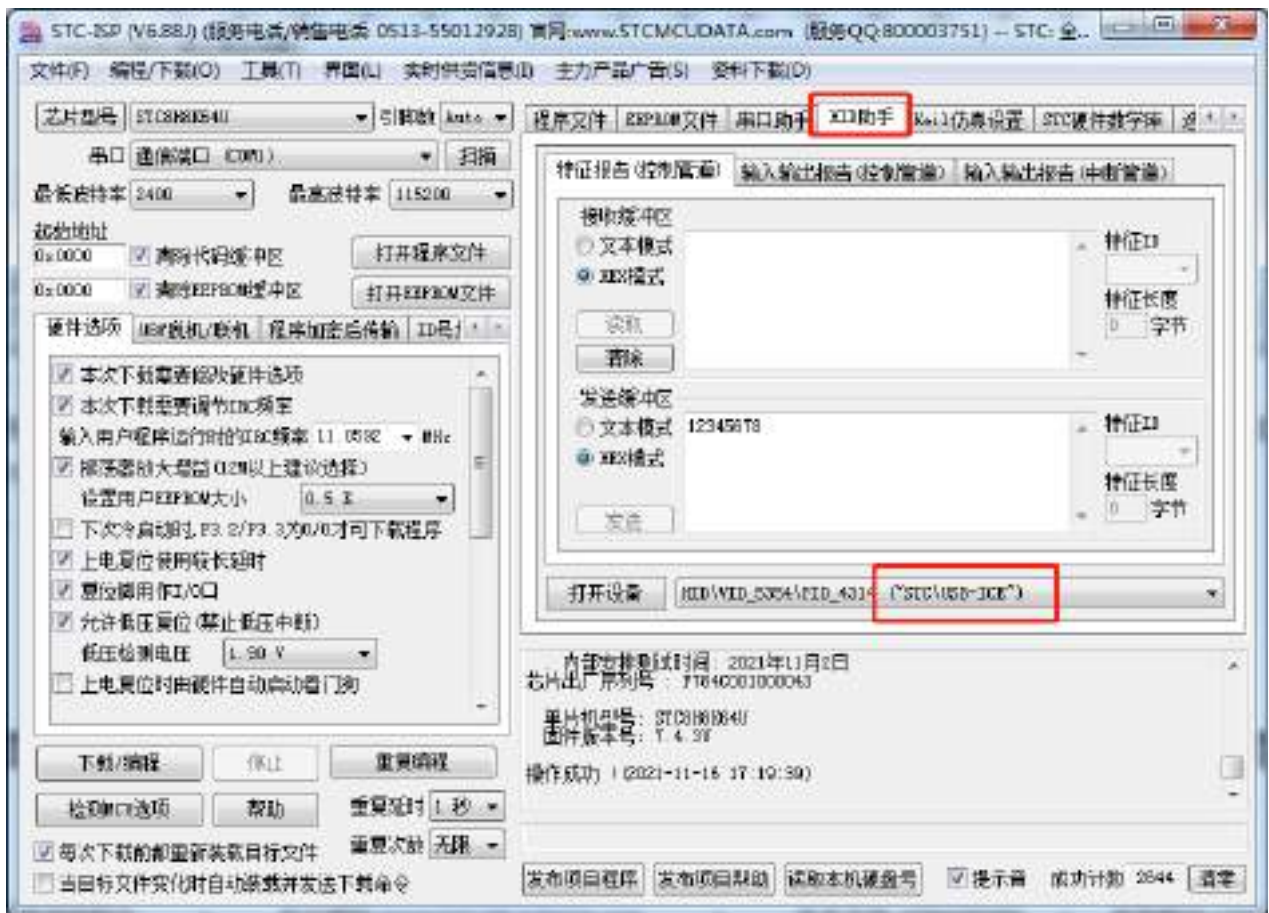 STC-ISP (V6.88J) (服务电话/销售电话: 0513-55012928) 官网:www.STCMCUDATA.com (服务QQ:800003751) -- STC: 全..
文件(F) 编程/下载(O) 工具(T) 界面(L) 实时供货信息(I) 主力产品广告(S) 资料下载(D)
芯片型号 STC8H8K64U 引脚数 Auto
串口 通信端口 (COM1) 扫描
最低波特率 2400 最高波特率 115200
起始地址
0x0000 清除代码缓冲区 打开程序文件
0x0000 清除EEPROM缓冲区 打开EEPROM文件
硬件选项 USB脱机/联机 程序加密后传输 ID号
本次下载需要修改硬件选项
本次下载需要调节IRC频率
输入用户程序运行时的IRC频率 11.0592 MHz
振荡器放大增益(12M以上建议选择)
设置用户EEPROM大小 0.5 K
下次冷启动时,P3.2/P3.3为0/0才可下载程序
上电复位使用较长延时
复位脚用作I/O口
允许低压复位(禁止低压中断)
低压检测电压 1.90 V
上电复位时由硬件自动启动看门狗
下载/编程 停止 重复编程
检测MCU选项 帮助 重复延时 1 秒
重复次数 无限
每次下载前都重新装载目标文件
当目标文件变化时自动装载并发送下载命令
程序文件 EEPROM文件 串口助手 HID助手 Keil仿真设置 STC硬件数学库
特征报告(控制管道) 输入输出报告(控制管道) 输入输出报告(中断管道)
接收缓冲区
文本模式
HEX模式
读取
清除
特征ID
特征长度
0 字节
发送缓冲区
文本模式 12345678
HEX模式
发送
特征ID
特征长度
0 字节
打开设备 HID\VID_5354\PID_4314 ("STC\USB-ICE")
内部安排测试时间: 2021年11月2日
芯片出厂序列号 : F784C001000043
单片机型号: STC8H8K64U
固件版本号: 7.4.3U
操作成功 !(2021-11-16 17:19:39)
发布项目程序 发布项目帮助 读取本机硬盘号 提示音 成功计数 2844 清零